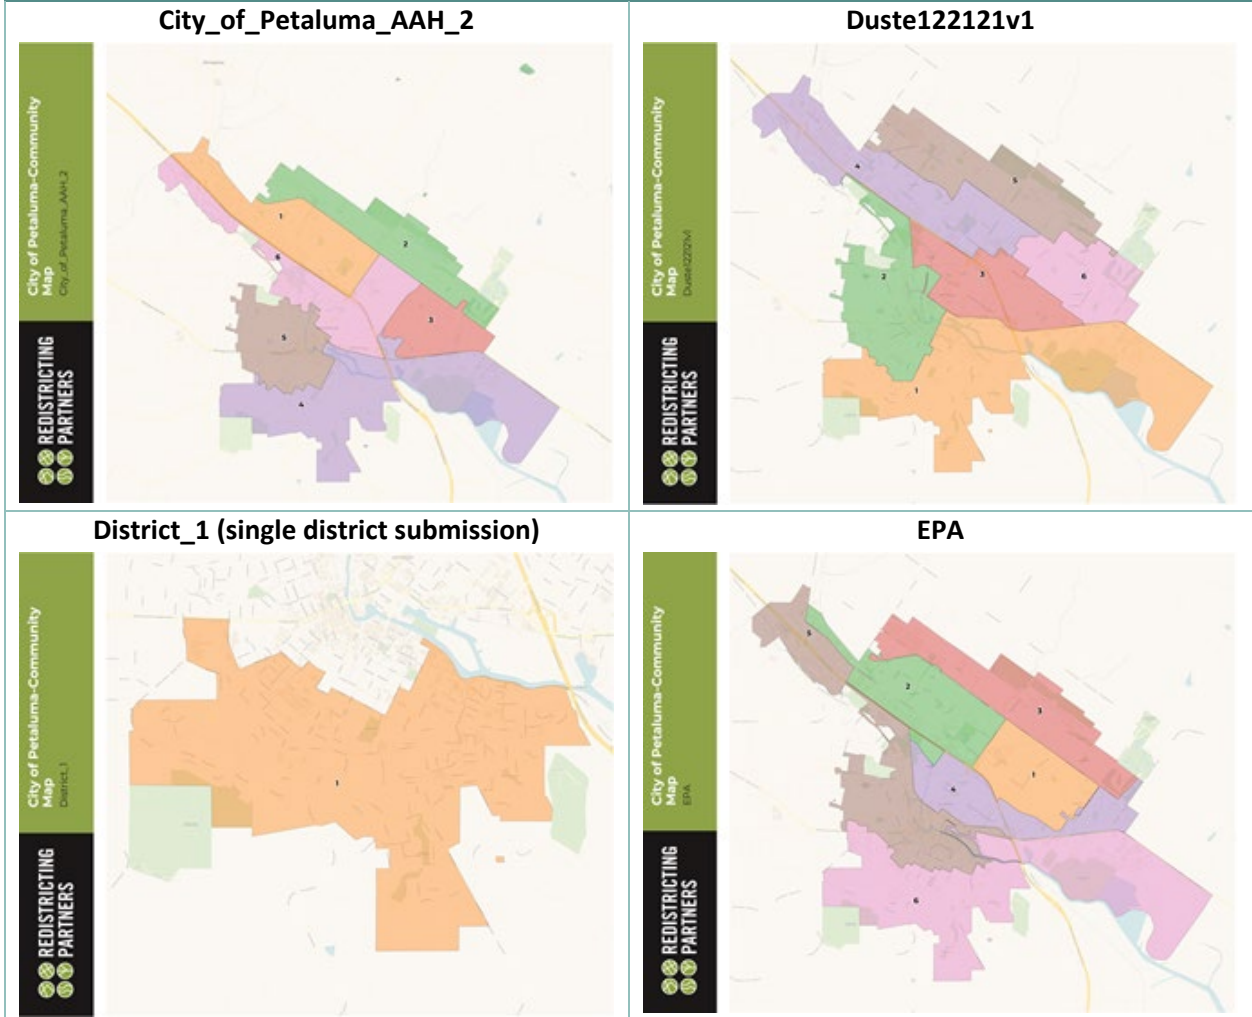 City_of_Petaluma_AAH_2
City of Petaluma-Community
Map
City_of_Petaluma_AAH_2
REDISTRICTING
PARTNERS
1
2
6
3
5
4
Duste122121v1
City of Petaluma-Community
Map
Duste122121v1
REDISTRICTING
PARTNERS
4
5
2
3
6
1
District_1 (single district submission)
City of Petaluma-Community
Map
District_1
REDISTRICTING
PARTNERS
1
EPA
City of Petaluma-Community
Map
EPA
REDISTRICTING
PARTNERS
5
2
3
1
4
6